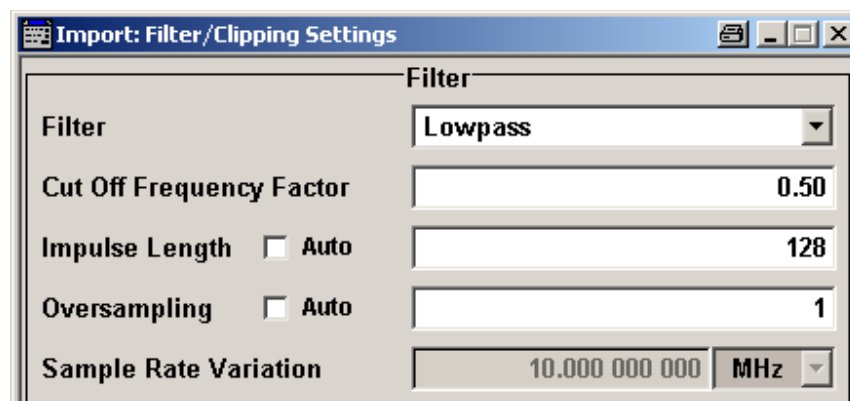 Import: Filter/Clipping Settings
Filter
Filter Lowpass
Cut Off Frequency Factor 0.50
Impulse Length Auto 128
Oversampling Auto 1
Sample Rate Variation 10.000 000 000 MHz